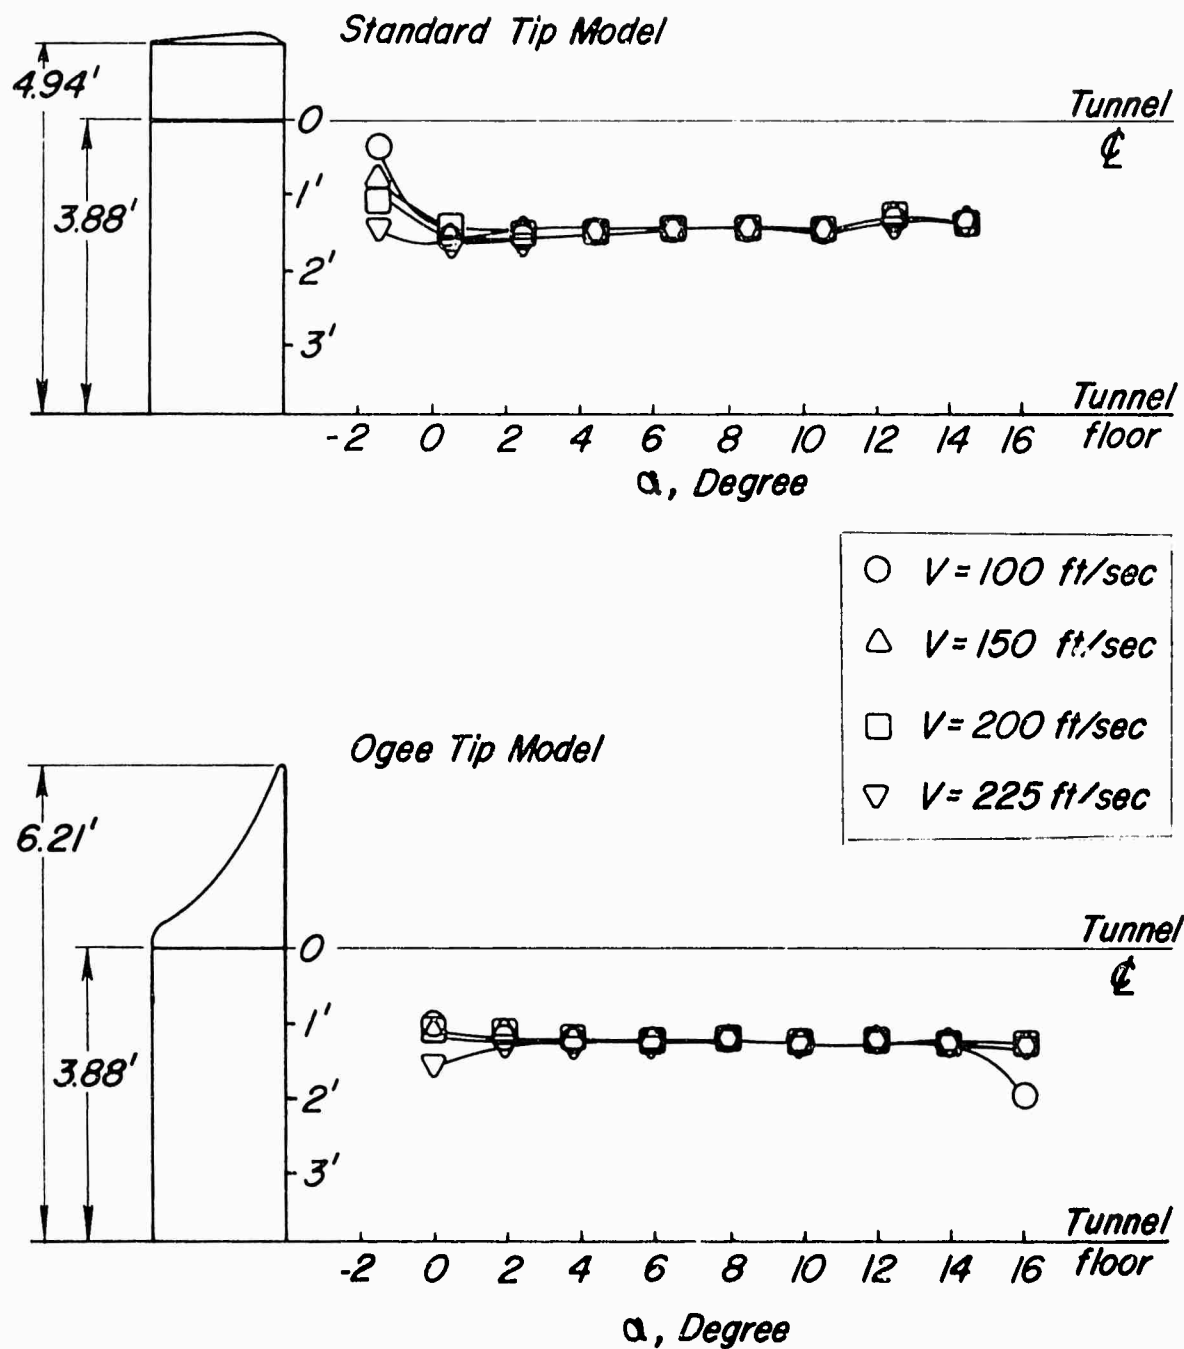 Standard Tip Model
4.94'
3.88'
0
1'
2'
3'
Tunnel
℄
Tunnel
floor
-2 0 2 4 6 8 10 12 14 16
α, Degree
V = 100 ft/sec
V = 150 ft/sec
V = 200 ft/sec
V = 225 ft/sec
Ogee Tip Model
6.21'
3.88'
0
1'
2'
3'
Tunnel
℄
Tunnel
floor
-2 0 2 4 6 8 10 12 14 16
α, Degree